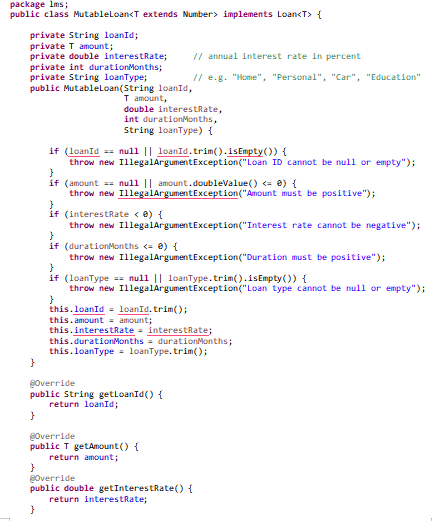 package lms;
public class MutableLoan<T extends Number> implements Loan<T> {
private String loanId;
private T amount;
private double interestRate; // annual interest rate in percent
private int durationMonths;
private String loanType; // e.g. "Home", "Personal", "Car", "Education"
public MutableLoan(String loanId,
T amount,
double interestRate,
int durationMonths,
String loanType) {
if (loanId == null || loanId.trim().isEmpty()) {
throw new IllegalArgumentException("Loan ID cannot be null or empty");
}
if (amount == null || amount.doubleValue() <= 0) {
throw new IllegalArgumentException("Amount must be positive");
}
if (interestRate < 0) {
throw new IllegalArgumentException("Interest rate cannot be negative");
}
if (durationMonths <= 0) {
throw new IllegalArgumentException("Duration must be positive");
}
if (loanType == null || loanType.trim().isEmpty()) {
throw new IllegalArgumentException("Loan type cannot be null or empty");
}
this.loanId = loanId.trim();
this.amount = amount;
this.interestRate = interestRate;
this.durationMonths = durationMonths;
this.loanType = loanType.trim();
}
@Override
public String getLoanId() {
return loanId;
}
@Override
public T getAmount() {
return amount;
}
@Override
public double getInterestRate() {
return interestRate;
}